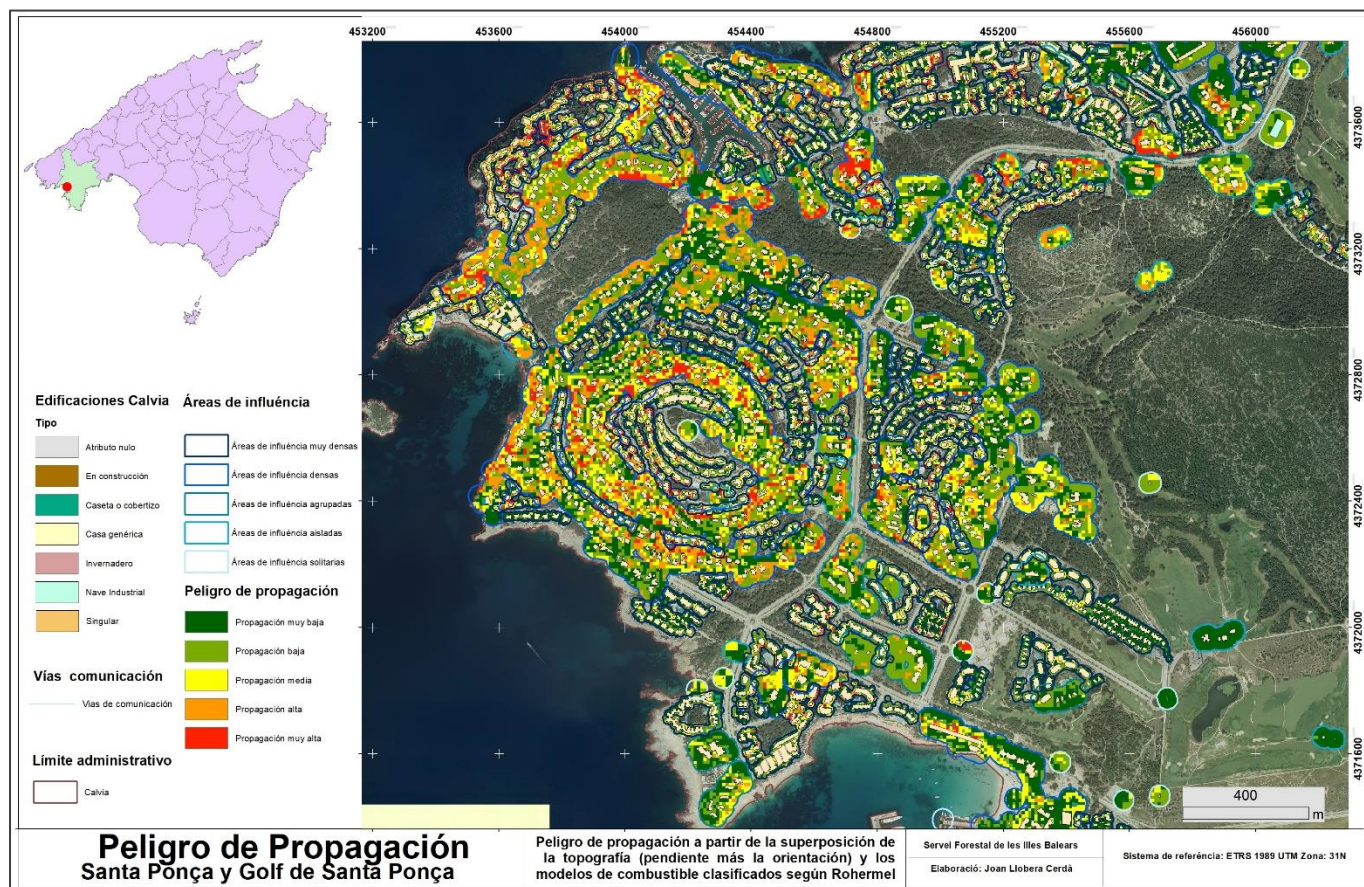 453200 453600 454000 454400 454800 455200 455600 456000
4373600
4373200
4372800
4372400
4372000
4371600
Edificaciones Calvia
Tipo
Atributo nulo
En construcción
Caseta o cobertizo
Casa genérica
Invernadero
Nave Industrial
Singular
Vías comunicación
Vias de comunicación
Límite administrativo
Calvia
Áreas de influéncia
Áreas de influéncia muy densas
Áreas de influéncia densas
Áreas de influéncia agrupadas
Áreas de influéncia aisladas
Áreas de influéncia solitarias
Peligro de propagación
Propagación muy baja
Propagación baja
Propagación media
Propagación alta
Propagación muy alta
400
m
Peligro de Propagación
Santa Ponça y Golf de Santa Ponça
Peligro de propagación a partir de la superposición de
la topografía (pendiente más la orientación) y los
modelos de combustible clasificados según Rohermel
Servei Forestal de les Illes Balears
Elaboració: Joan Llobera Cerdà
Sistema de referéncia: ETRS 1989 UTM Zona: 31N